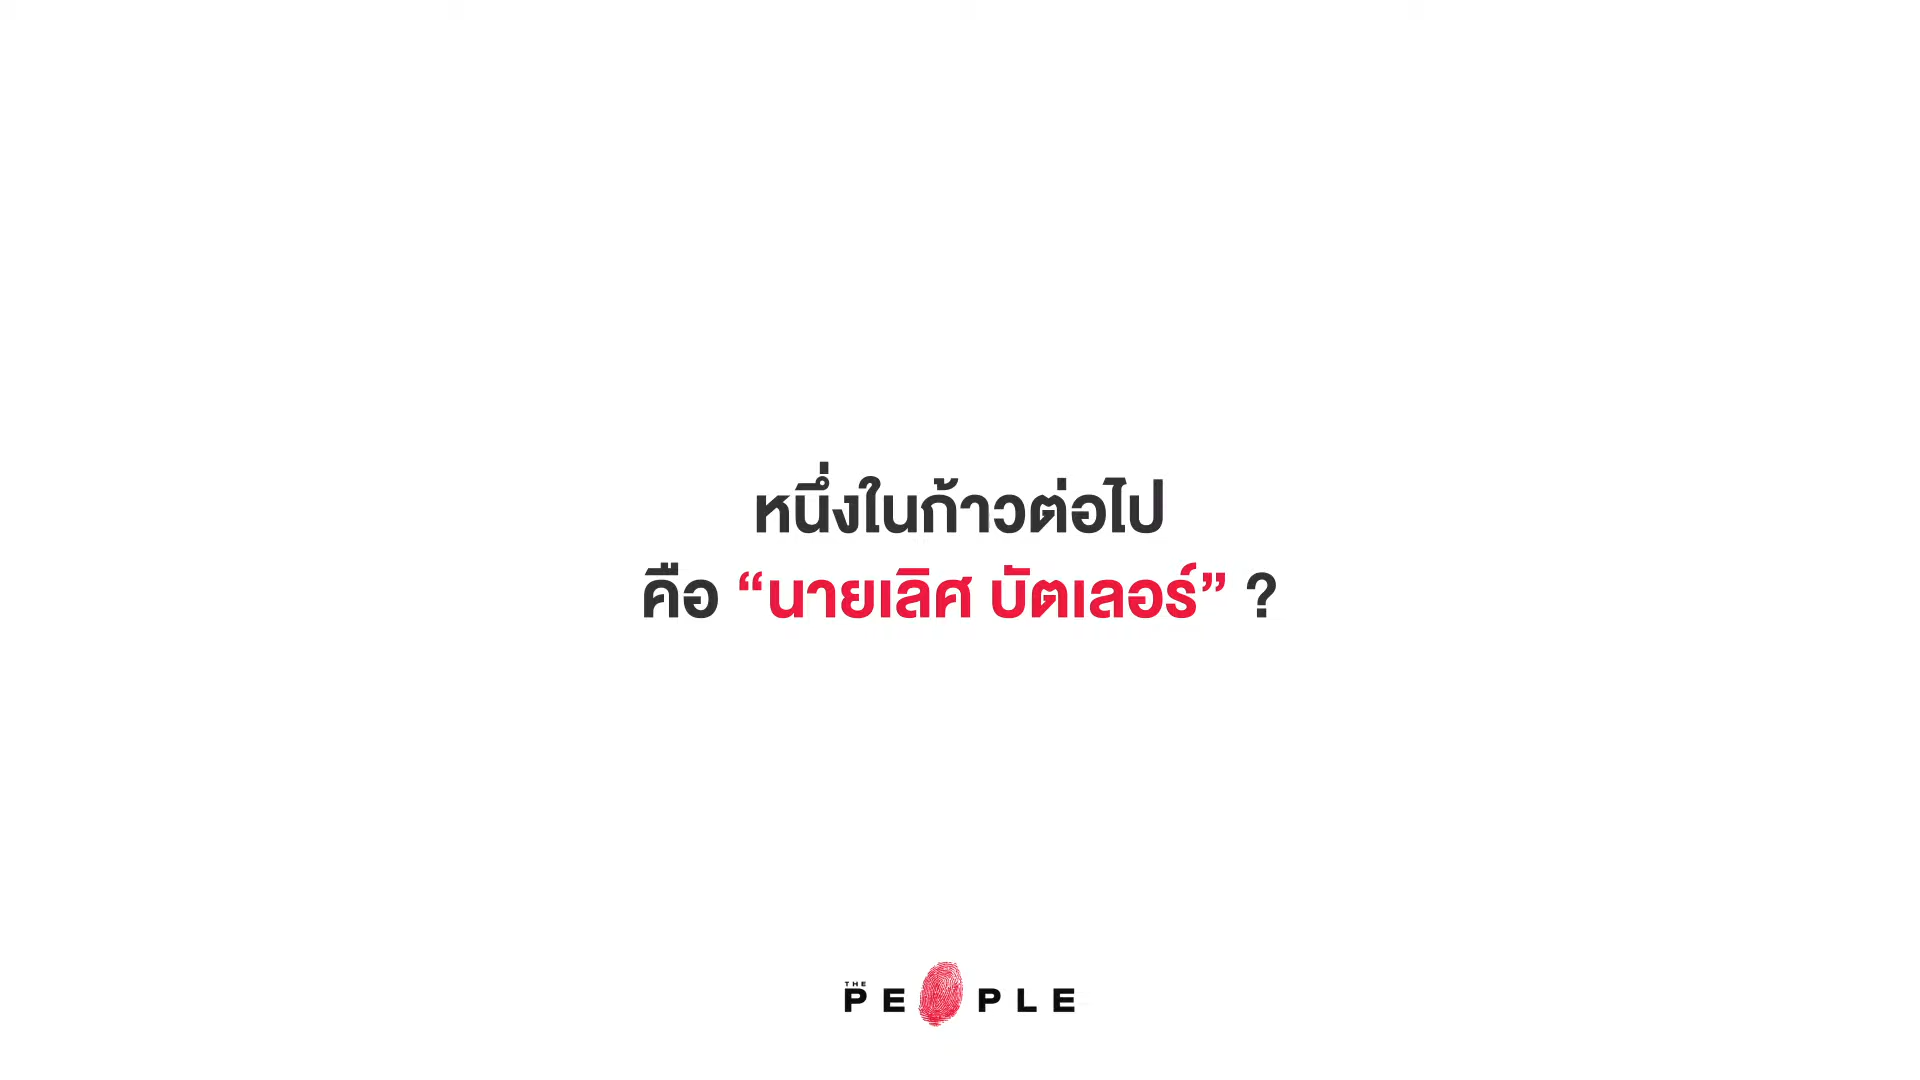 หนึ่งในก้าวต่อไป
คือ “นายเลิศ บัตเลอร์” ?
THE
PEOPLE